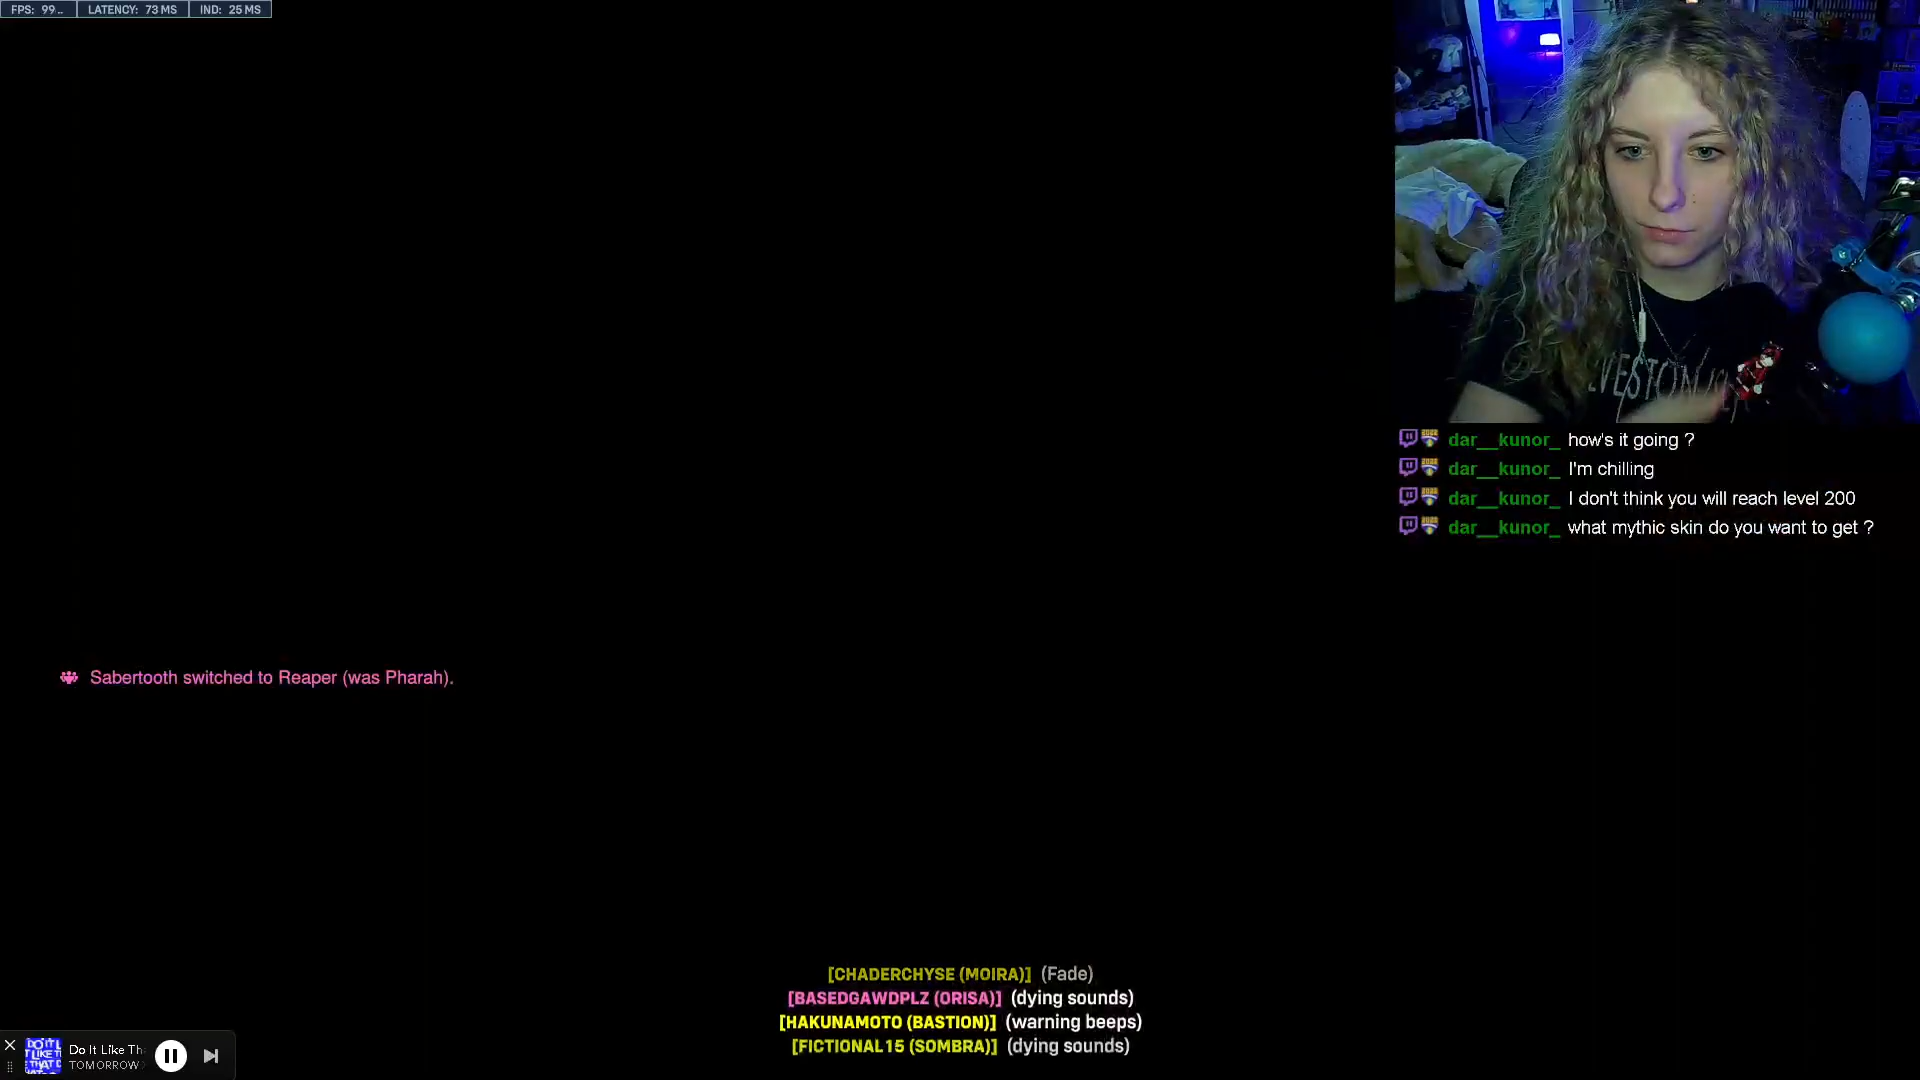 FPS: 99... LATENCY: 73 MS IND: 25 MS
dar__kunor_ how's it going ?
dar__kunor_ I'm chilling
dar__kunor_ I don't think you will reach level 200
dar__kunor_ what mythic skin do you want to get ?
Sabertooth switched to Reaper (was Pharah).
[CHADERCHYSE (MOIRA)] (Fade)
[BASEDGAWDPLZ (ORISA)] (dying sounds)
[HAKUNAMOTO (BASTION)] (warning beeps)
[FICTIONAL15 (SOMBRA)] (dying sounds)
Do It Like Th
TOMORROW